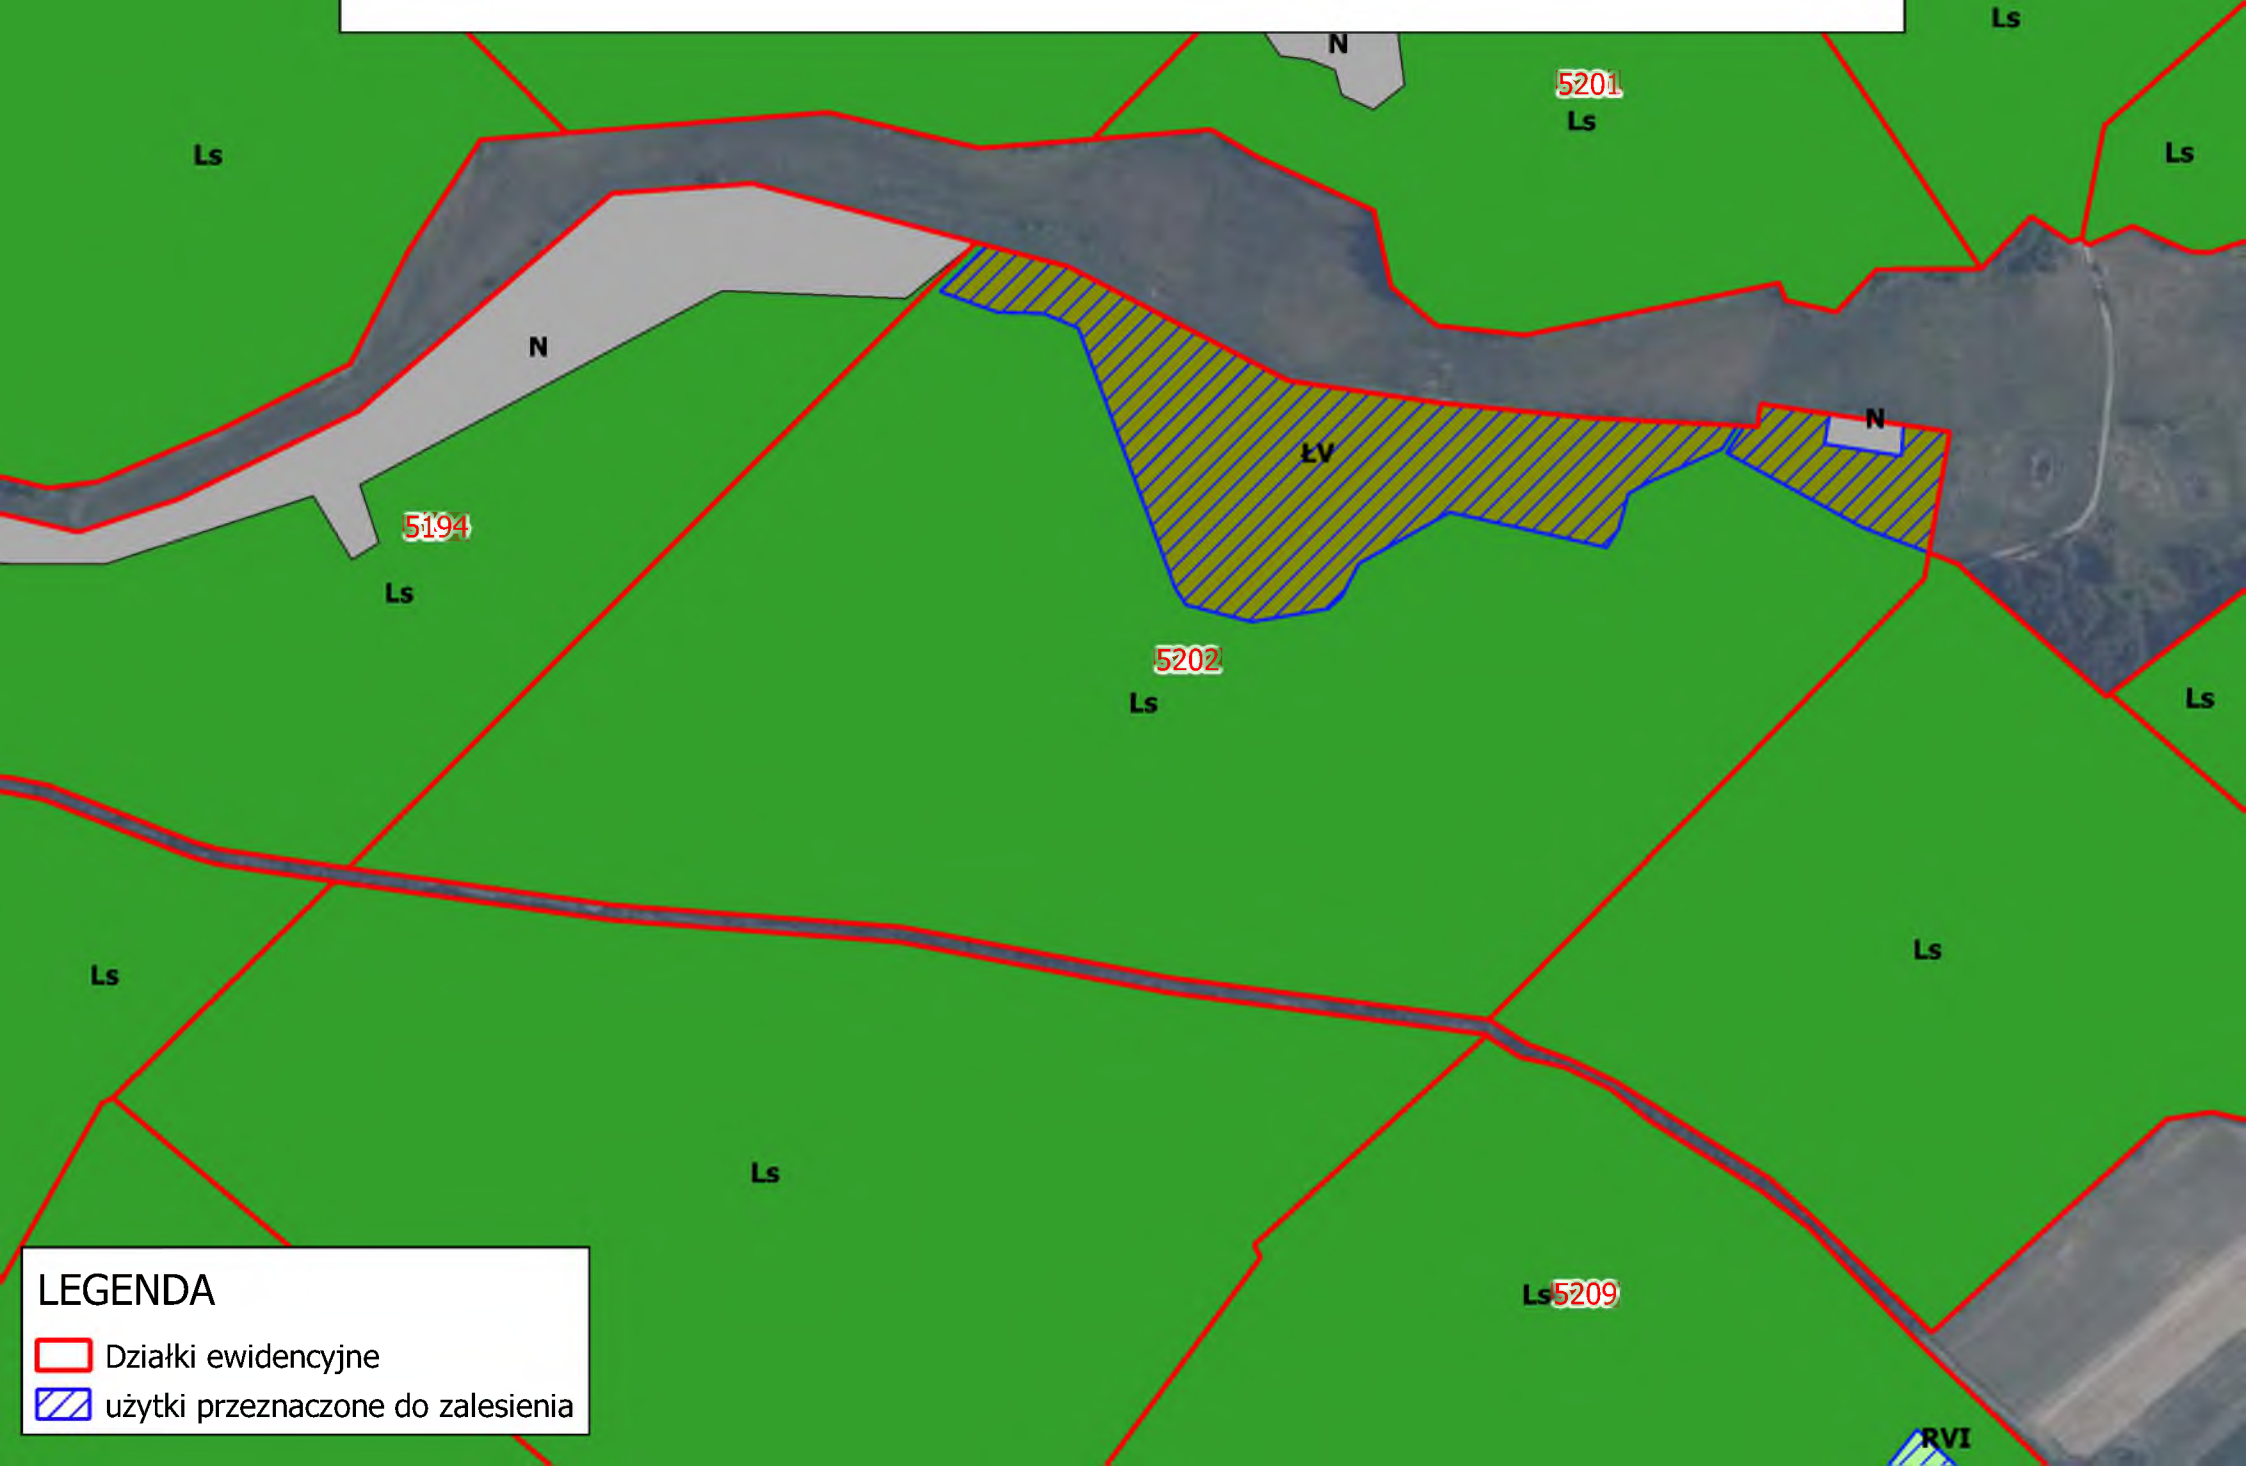 Ls
N
5201
Ls
Ls
Ls
N
N
ŁV
5194
Ls
5202
Ls
Ls
Ls
Ls
Ls
Ls5209
LEGENDA
Działki ewidencyjne
użytki przeznaczone do zalesienia
RVI